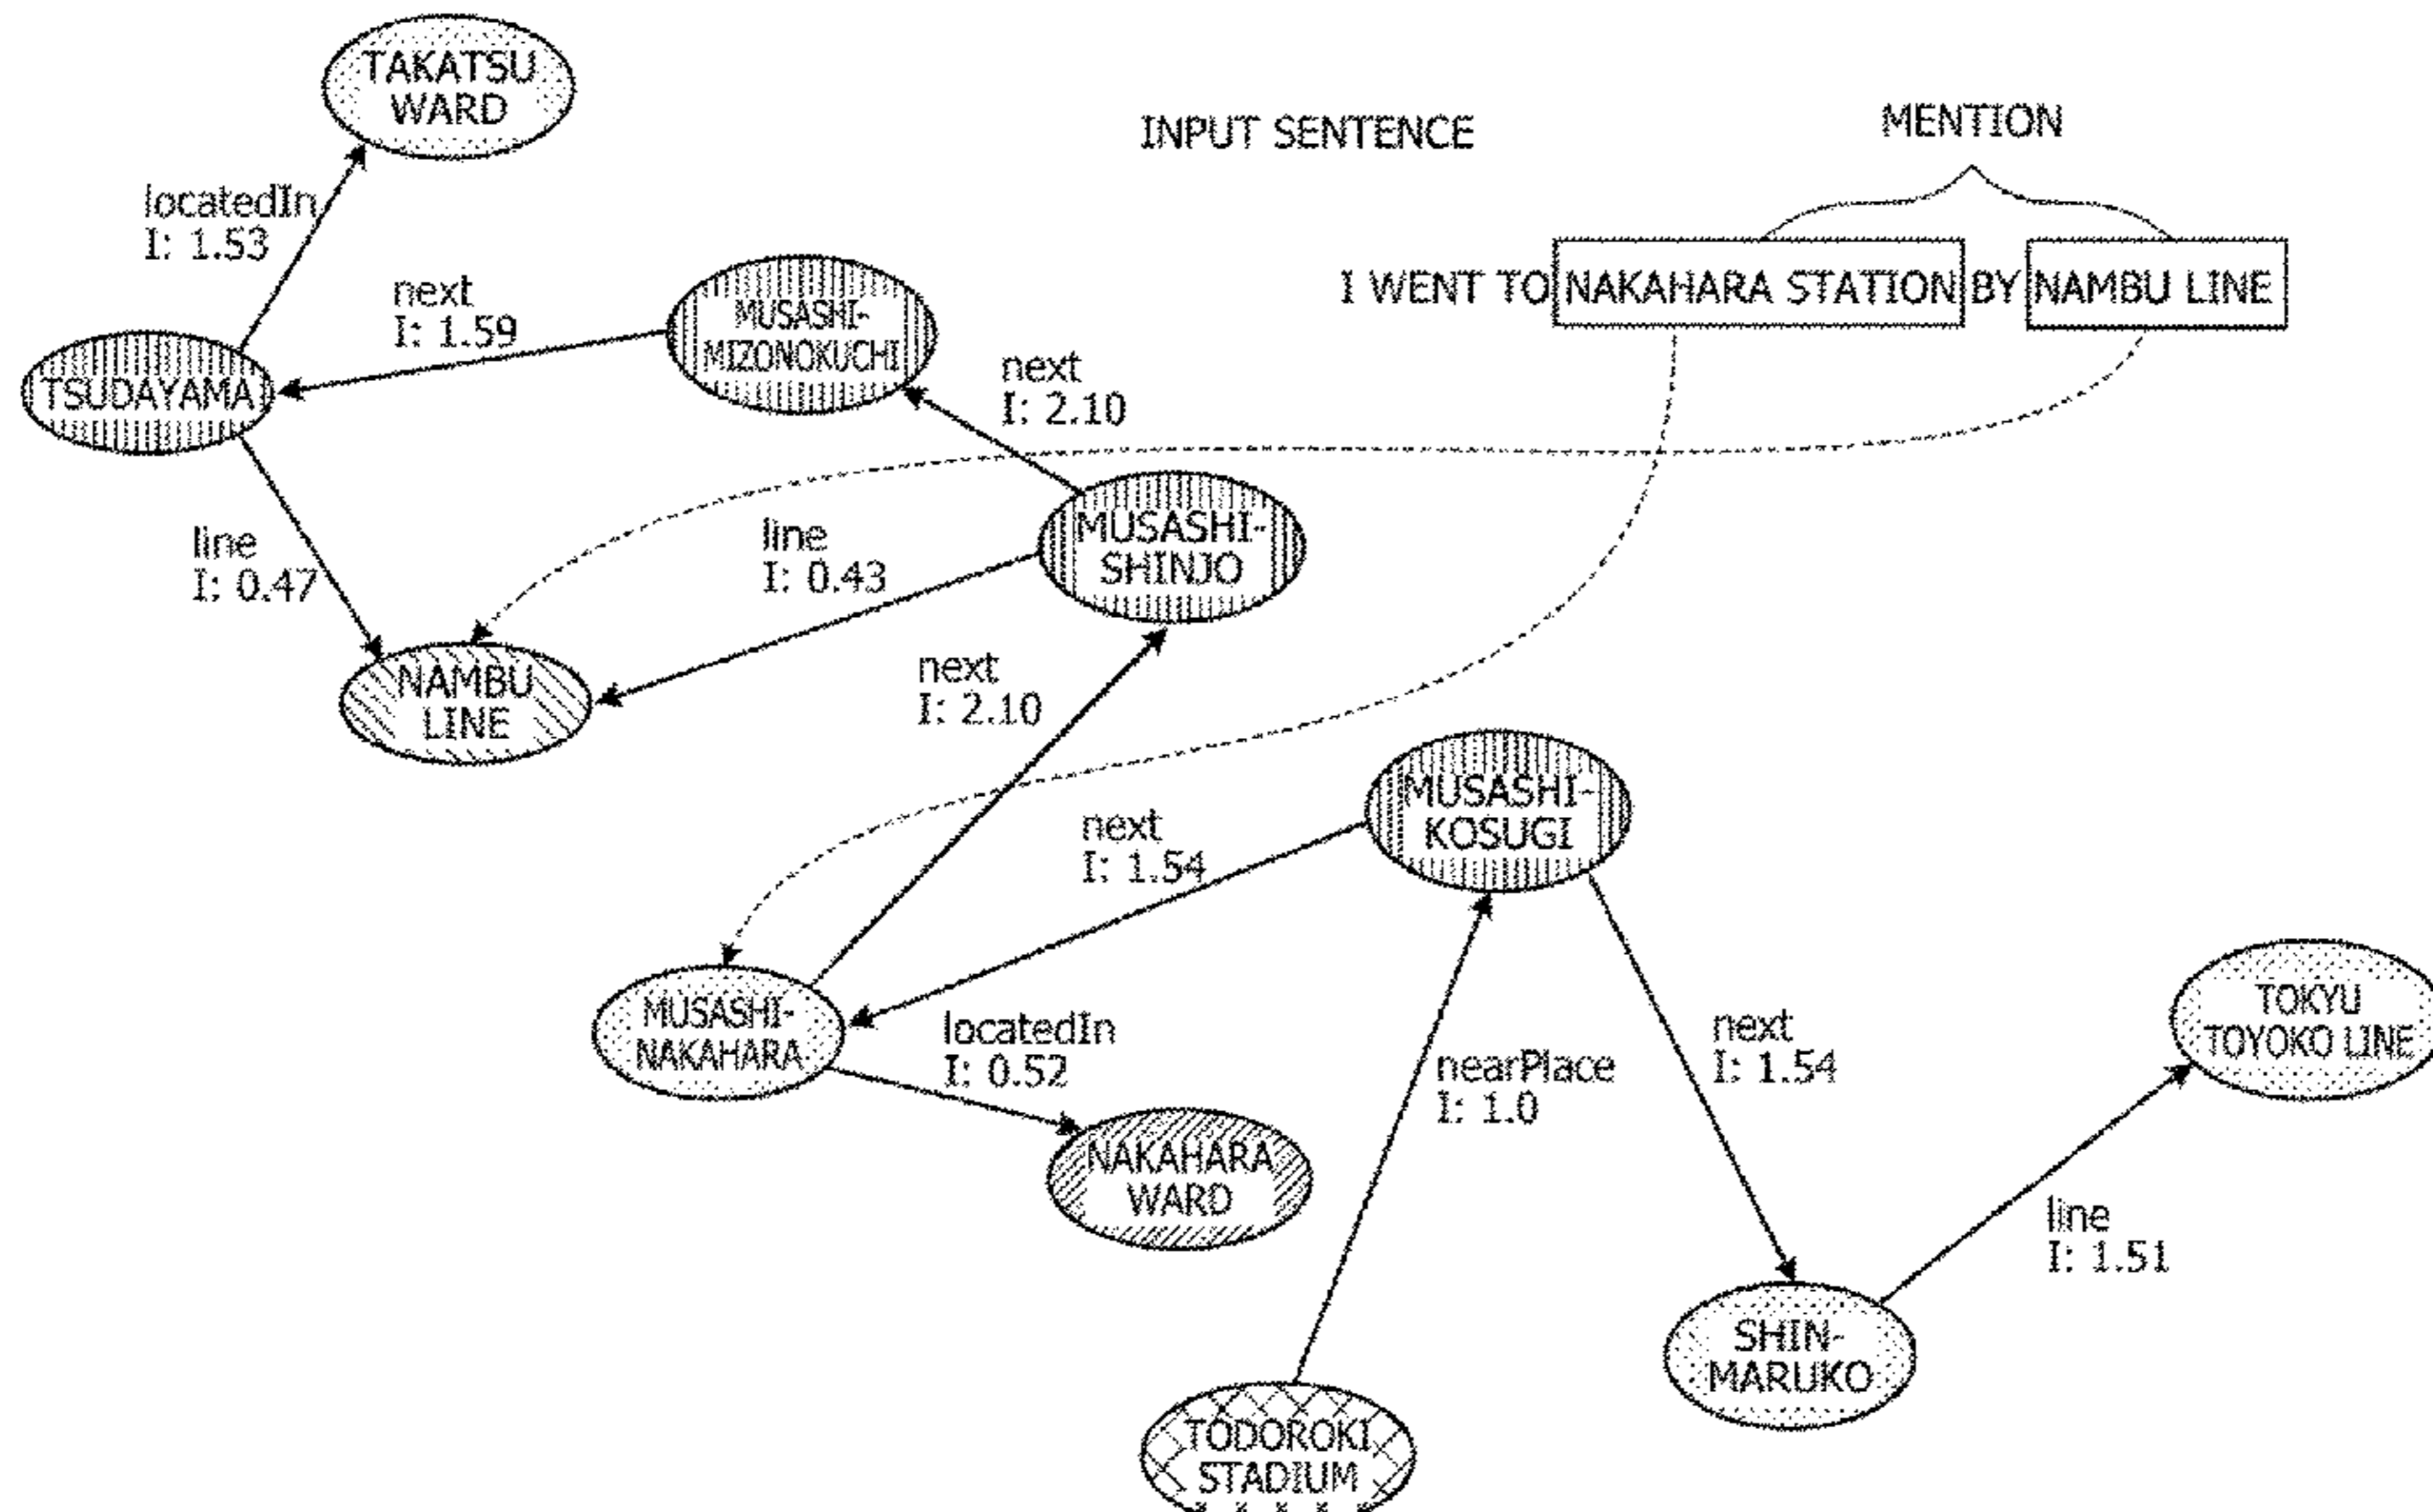 TAKATSU
WARD
INPUT SENTENCE
MENTION
locatedIn
I: 1.53
I WENT TO NAKAHARA STATION BY NAMBU LINE
next
I: 1.59
MUSASHI-
MIZONOKUCHI
TSUDAYAMA
next
I: 2.10
line
I: 0.47
line
I: 0.43
MUSASHI-
SHINJO
NAMBU
LINE
next
I: 2.10
MUSASHI-
KOSUGI
next
I: 1.54
MUSASHI-
NAKAHARA
locatedIn
I: 0.52
nearPlace
I: 1.0
next
I: 1.54
TOKYU
TOYOKO LINE
NAKAHARA
WARD
line
I: 1.51
SHIN-
MARUKO
TODOROKI
STADIUM